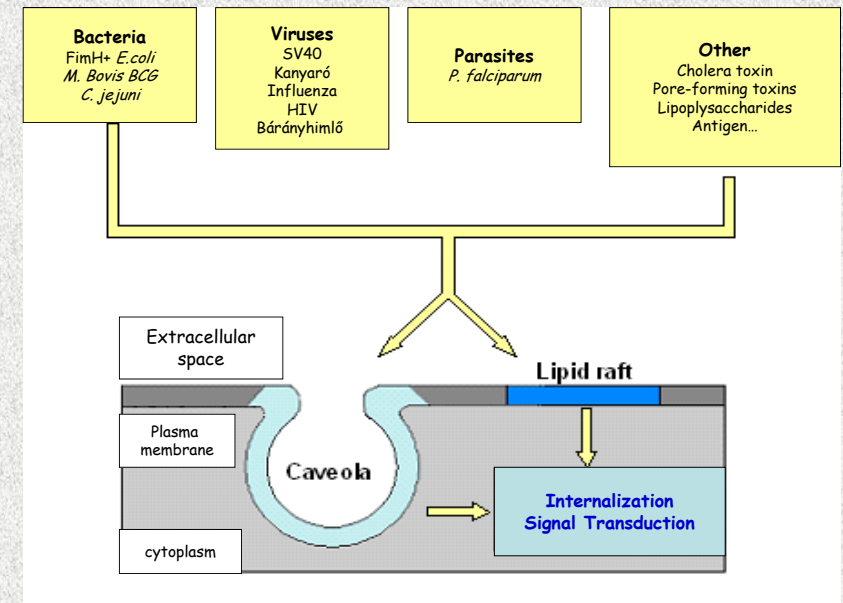 Bacteria
FimH+ E.coli
M. Bovis BCG
C. jejuni
Viruses
SV40
Kanyaró
Influenza
HIV
Bárányhimlő
Parasites
P. falciparum
Other
Cholera toxin
Pore-forming toxins
Lipoplysaccharides
Antigen...
Extracellular
space
Lipid raft
Plasma
membrane
Caveola
Internalization
Signal Transduction
cytoplasm